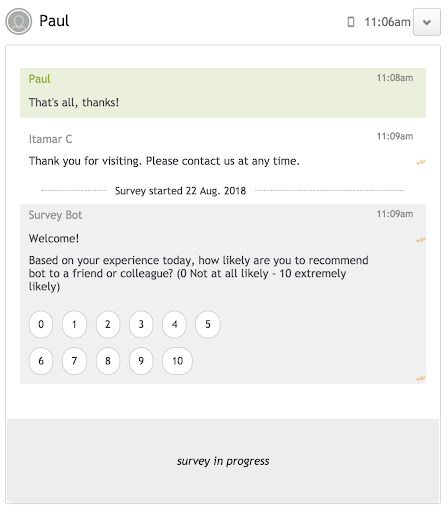 Paul
11:06am
Paul
11:08am
That's all, thanks!
Itamar C
11:09am
Thank you for visiting. Please contact us at any time.
Survey started 22 Aug. 2018
Survey Bot
11:09am
Welcome!
Based on your experience today, how likely are you to recommend
bot to a friend or colleague? (0 Not at all likely - 10 extremely
likely)
0 1 2 3 4 5
6 7 8 9 10
survey in progress